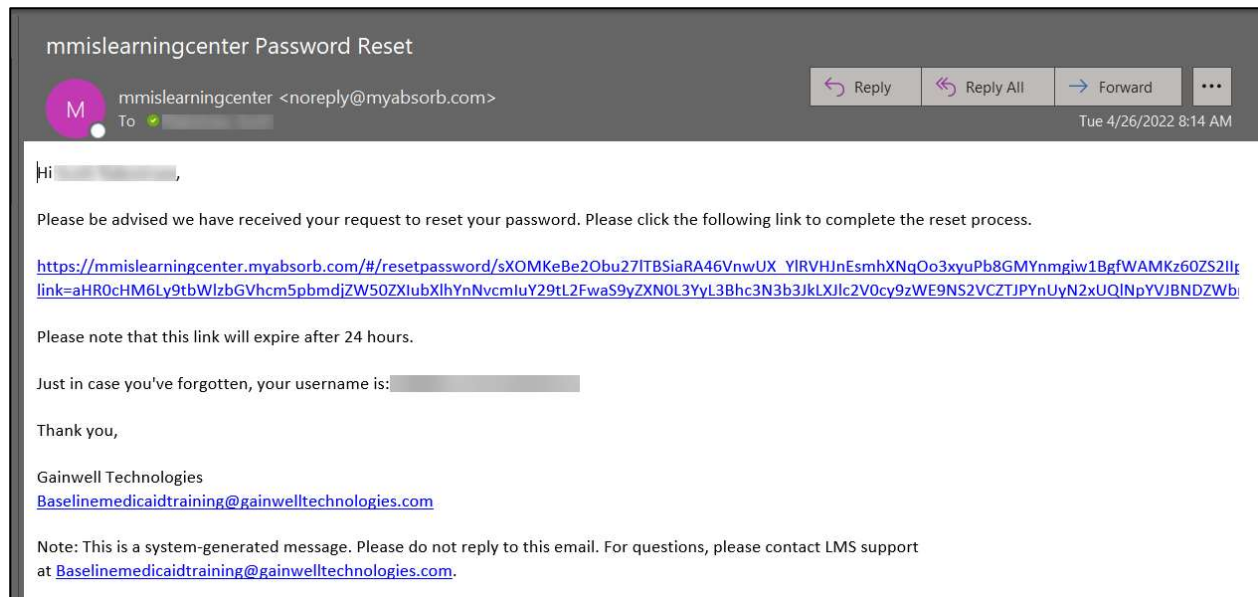 mmislearningcenter Password Reset
M
mmislearningcenter <noreply@myabsorb.com>
To
Reply
Reply All
Forward
Tue 4/26/2022 8:14 AM
Hi ,
Please be advised we have received your request to reset your password. Please click the following link to complete the reset process.
https://mmislearningcenter.myabsorb.com/#/resetpassword/
link=
Please note that this link will expire after 24 hours.
Just in case you've forgotten, your username is:
Thank you,
Gainwell Technologies
Baselinemedicaidtraining@gainwelltechnologies.com
Note: This is a system-generated message. Please do not reply to this email. For questions, please contact LMS support
at Baselinemedicaidtraining@gainwelltechnologies.com.